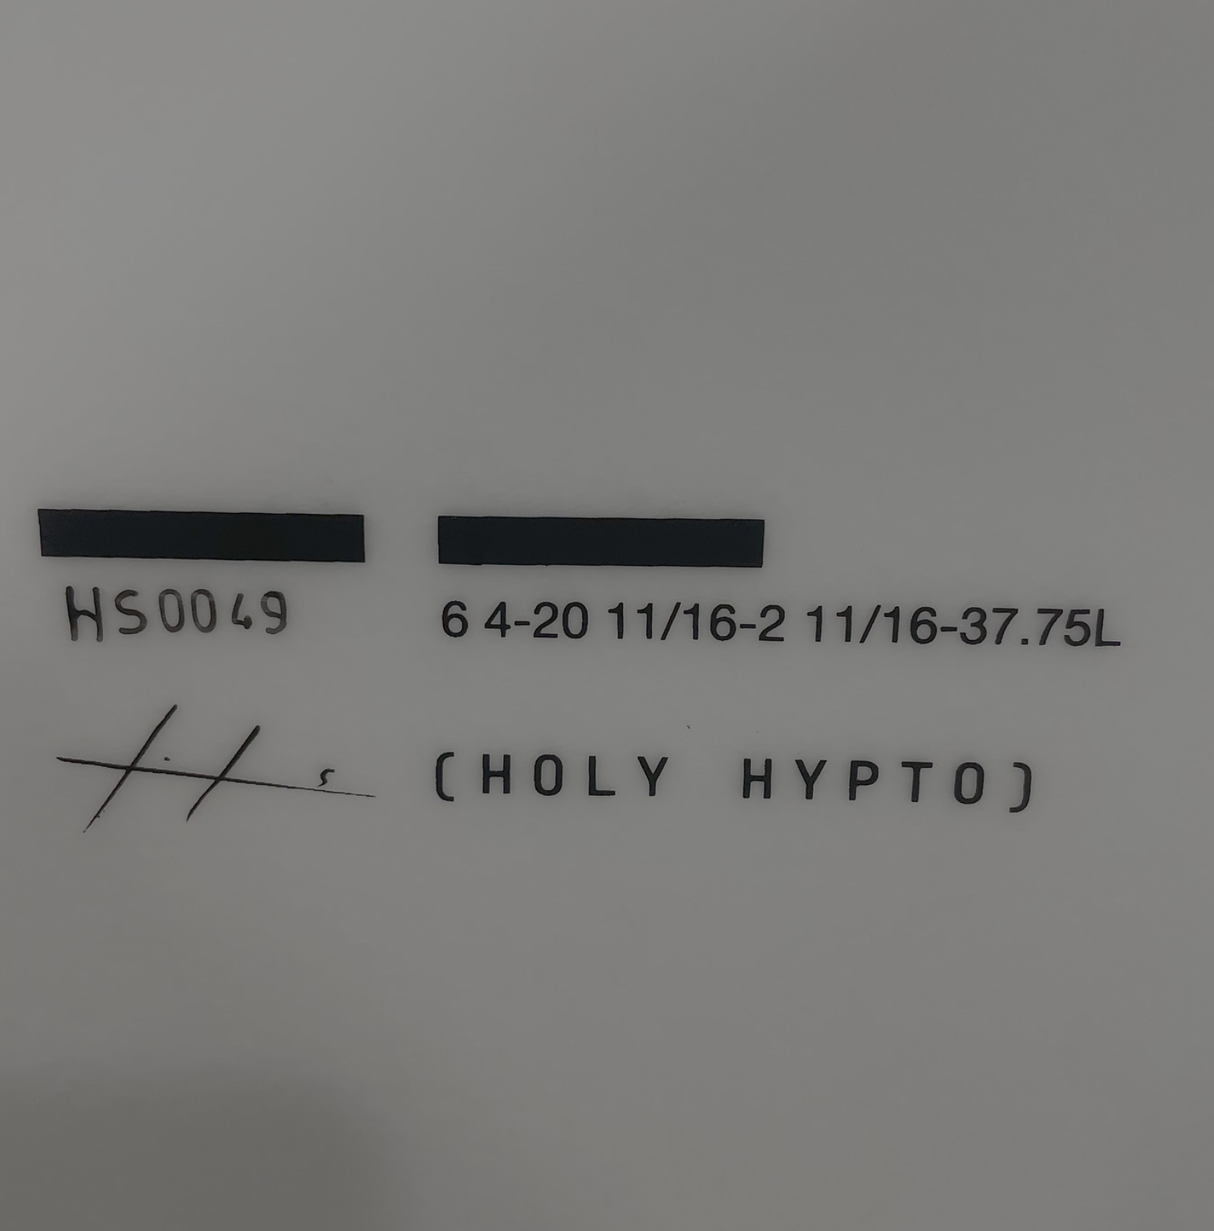 HS0049
6 4-20 11/16-2 11/16-37.75L
(HOLY HYPTO)